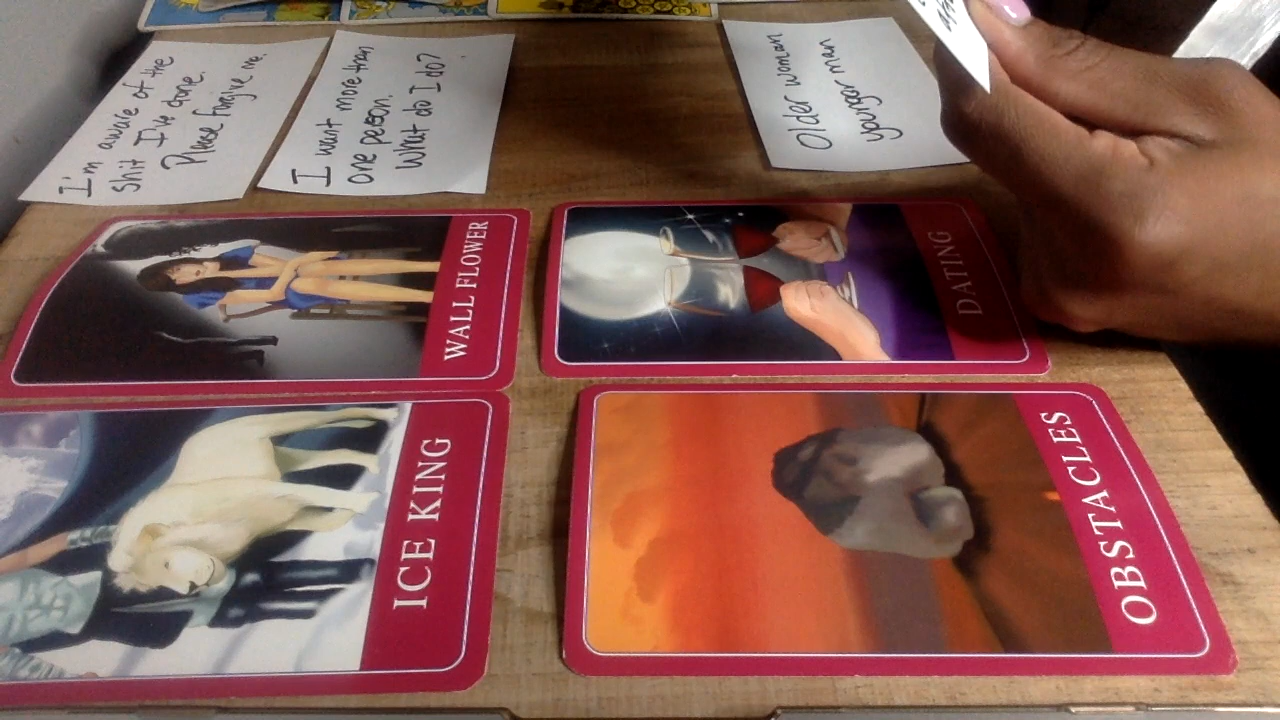 I'm aware of the
shit I've done.
Please forgive me.
I want more than
one person.
What do I do?
Older woman
younger man
WALL FLOWER
DATING
ICE KING
OBSTACLES